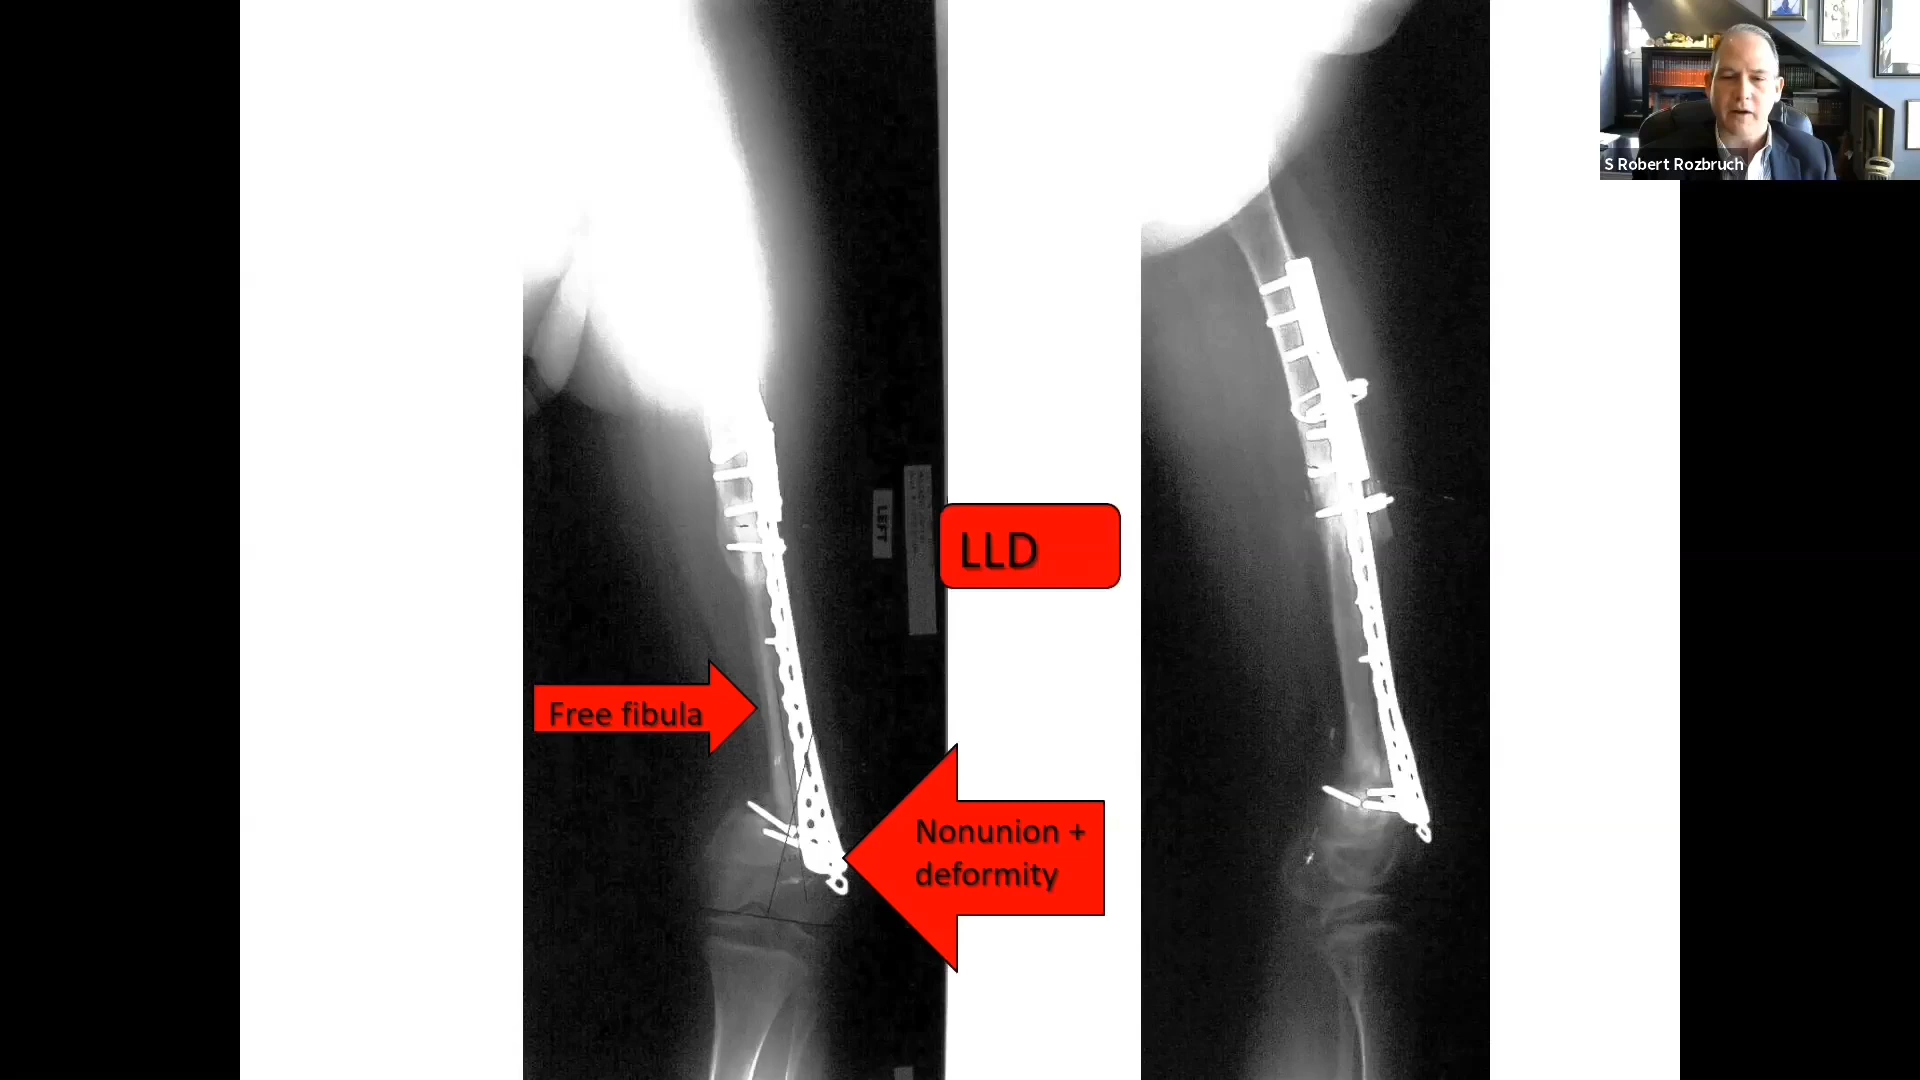 S Robert Rozbruch
LEFT
LLD
Free fibula
Nonunion +
deformity